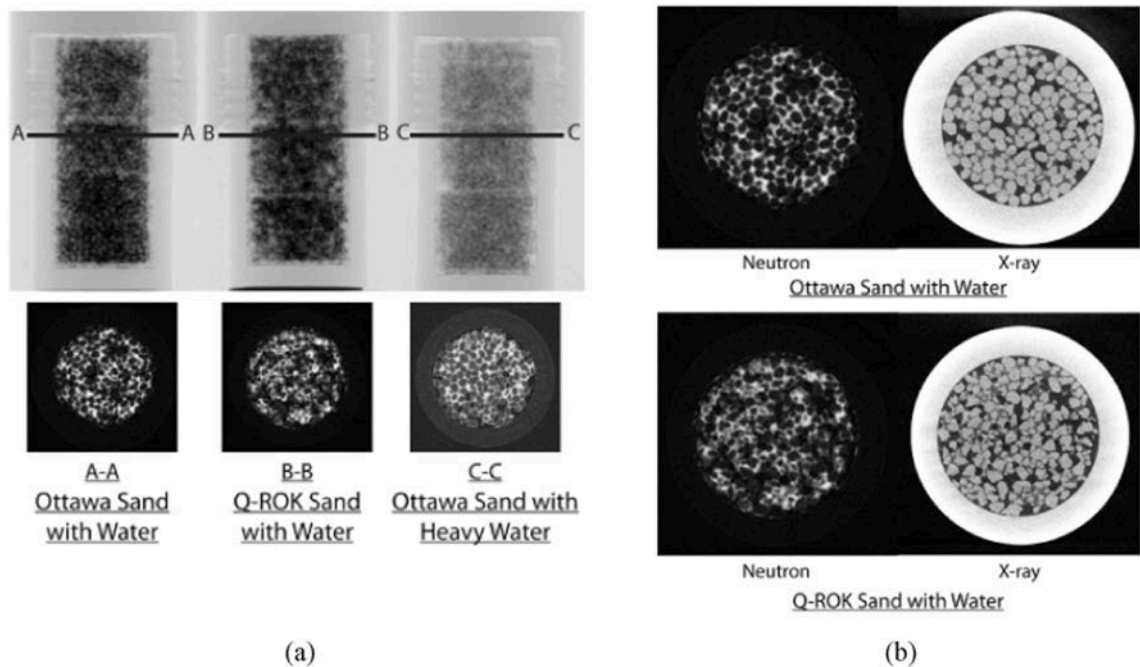 A A B B C C
A-A
Ottawa Sand
with Water
B-B
Q-ROK Sand
with Water
C-C
Ottawa Sand with
Heavy Water
(a)
Neutron X-ray
Ottawa Sand with Water
Neutron X-ray
Q-ROK Sand with Water
(b)